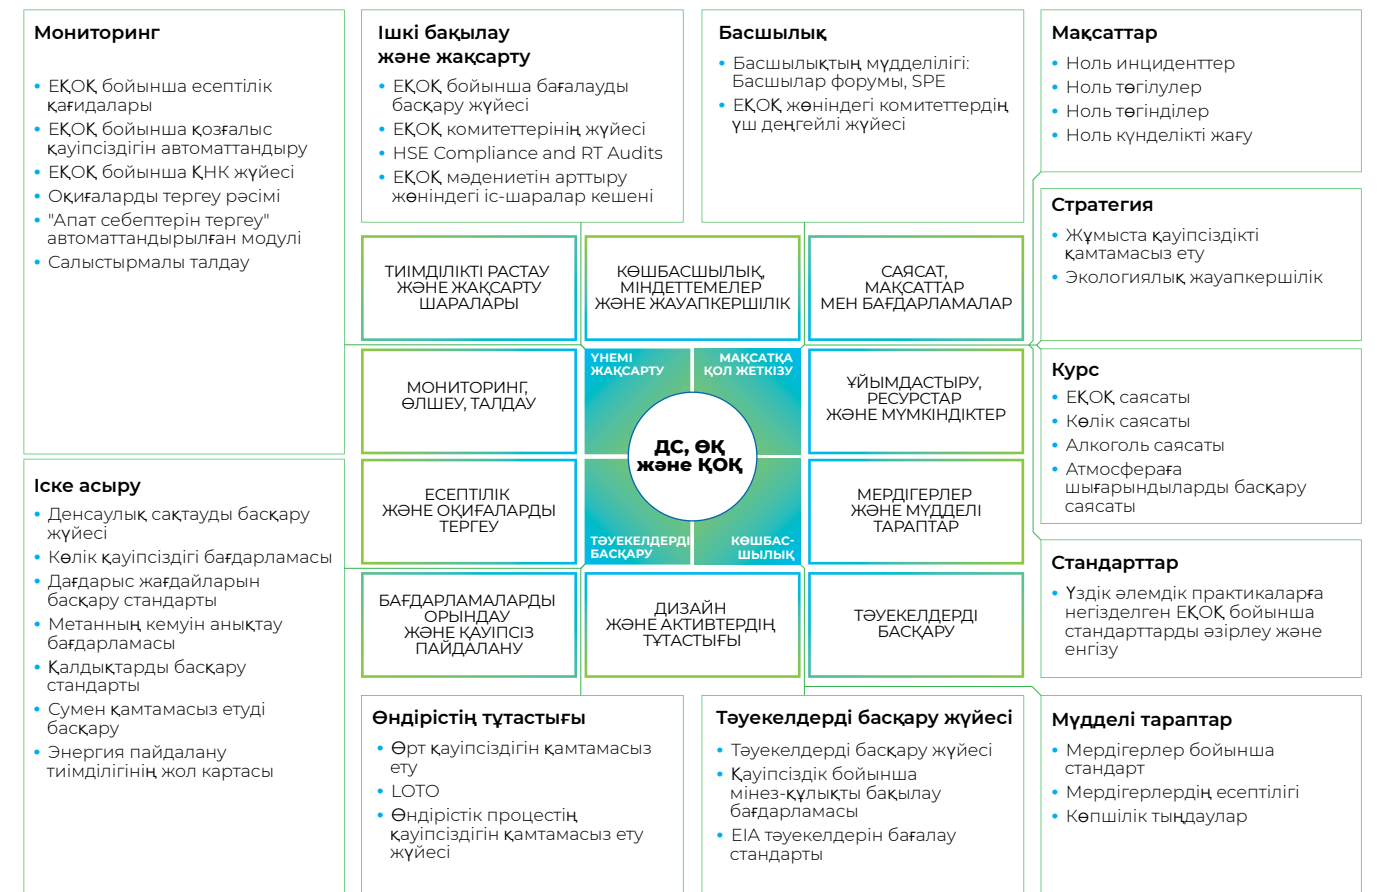 Мониторинг
• ЕҚОҚ бойынша есептілік
қағидалары
• ЕҚОҚ бойынша қозғалыс
қауіпсіздігін автоматтандыру
• ЕҚОҚ бойынша ҚНК жүйесі
• Оқиғаларды тергеу рәсімі
• "Апат себептерін тергеу"
автоматтандырылған модулі
• Салыстырмалы талдау
Ішкі бақылау
және жақсарту
• ЕҚОҚ бойынша бағалауды
басқару жүйесі
• ЕҚОҚ комитеттерінің жүйесі
• HSE Compliance and RT Audits
• ЕҚОҚ мәдениетін арттыру
жөніндегі іс-шаралар кешені
Басшылық
• Басшылықтың мүдделілігі:
Басшылар форумы, SPE
• ЕҚОҚ жөніндегі комитеттердің
үш деңгейлі жүйесі
Мақсаттар
• Ноль инциденттер
• Ноль төгілулер
• Ноль төгінділер
• Ноль күнделікті жағу
Стратегия
• Жұмыста қауіпсіздікті
қамтамасыз ету
• Экологиялық жауапкершілік
Курс
• ЕҚОҚ саясаты
• Көлік саясаты
• Алкоголь саясаты
• Атмосфераға
шығарындыларды басқару
саясаты
Стандарттар
• Үздік әлемдік практикаларға
негізделген ЕҚОҚ бойынша
стандарттарды әзірлеу және
енгізу
ТИІМДІЛІКТІ РАСТАУ
ЖӘНЕ ЖАҚСАРТУ
ШАРАЛАРЫ
КӨШБАСШЫЛЫҚ,
МІНДЕТТЕМЕЛЕР
ЖӘНЕ ЖАУАПКЕРШІЛІК
САЯСАТ,
МАҚСАТТАР
МЕН БАҒДАРЛАМАЛАР
МОНИТОРИНГ,
ӨЛШЕУ, ТАЛДАУ
ҮНЕМІ
ЖАҚСАРТУ
МАҚСАТҚА
ҚОЛ ЖЕТКІЗУ
ҰЙЫМДАСТЫРУ,
РЕСУРСТАР
ЖӘНЕ МҮМКІНДІКТЕР
ДС, ӨҚ
және ҚОҚ
ЕСЕПТІЛІК
ЖӘНЕ ОҚИҒАЛАРДЫ
ТЕРГЕУ
ТӘУЕКЕЛДЕРДІ
БАСҚАРУ
КӨШБАС-
ШЫЛЫҚ
МЕРДІГЕРЛЕР
ЖӘНЕ МҮДДЕЛІ
ТАРАПТАР
БАҒДАРЛАМАЛАРДЫ
ОРЫНДАУ
ЖӘНЕ ҚАУІПСІЗ
ПАЙДАЛАНУ
ДИЗАЙН
ЖӘНЕ АКТИВТЕРДІҢ
ТҰТАСТЫҒЫ
ТӘУЕКЕЛДЕРДІ
БАСҚАРУ
Іске асыру
• Денсаулық сақтауды басқару
жүйесі
• Көлік қауіпсіздігі бағдарламасы
• Дағдарыс жағдайларын
басқару стандарты
• Метанның кемуін анықтау
бағдарламасы
• Қалдықтарды басқару
стандарты
• Сумен қамтамасыз етуді
басқару
• Энергия пайдалану
тиімділігінің жол картасы
Өндірістің тұтастығы
• Өрт қауіпсіздігін қамтамасыз
ету
• LOTO
• Өндірістік процестің
қауіпсіздігін қамтамасыз ету
жүйесі
Тәуекелдерді басқару жүйесі
• Тәуекелдерді басқару жүйесі
• Қауіпсіздік бойынша
мінез-құлықты бақылау
бағдарламасы
• EIA тәуекелдерін бағалау
стандарты
Мүдделі тараптар
• Мердігерлер бойынша
стандарт
• Мердігерлердің есептілігі
• Көпшілік тыңдаулар